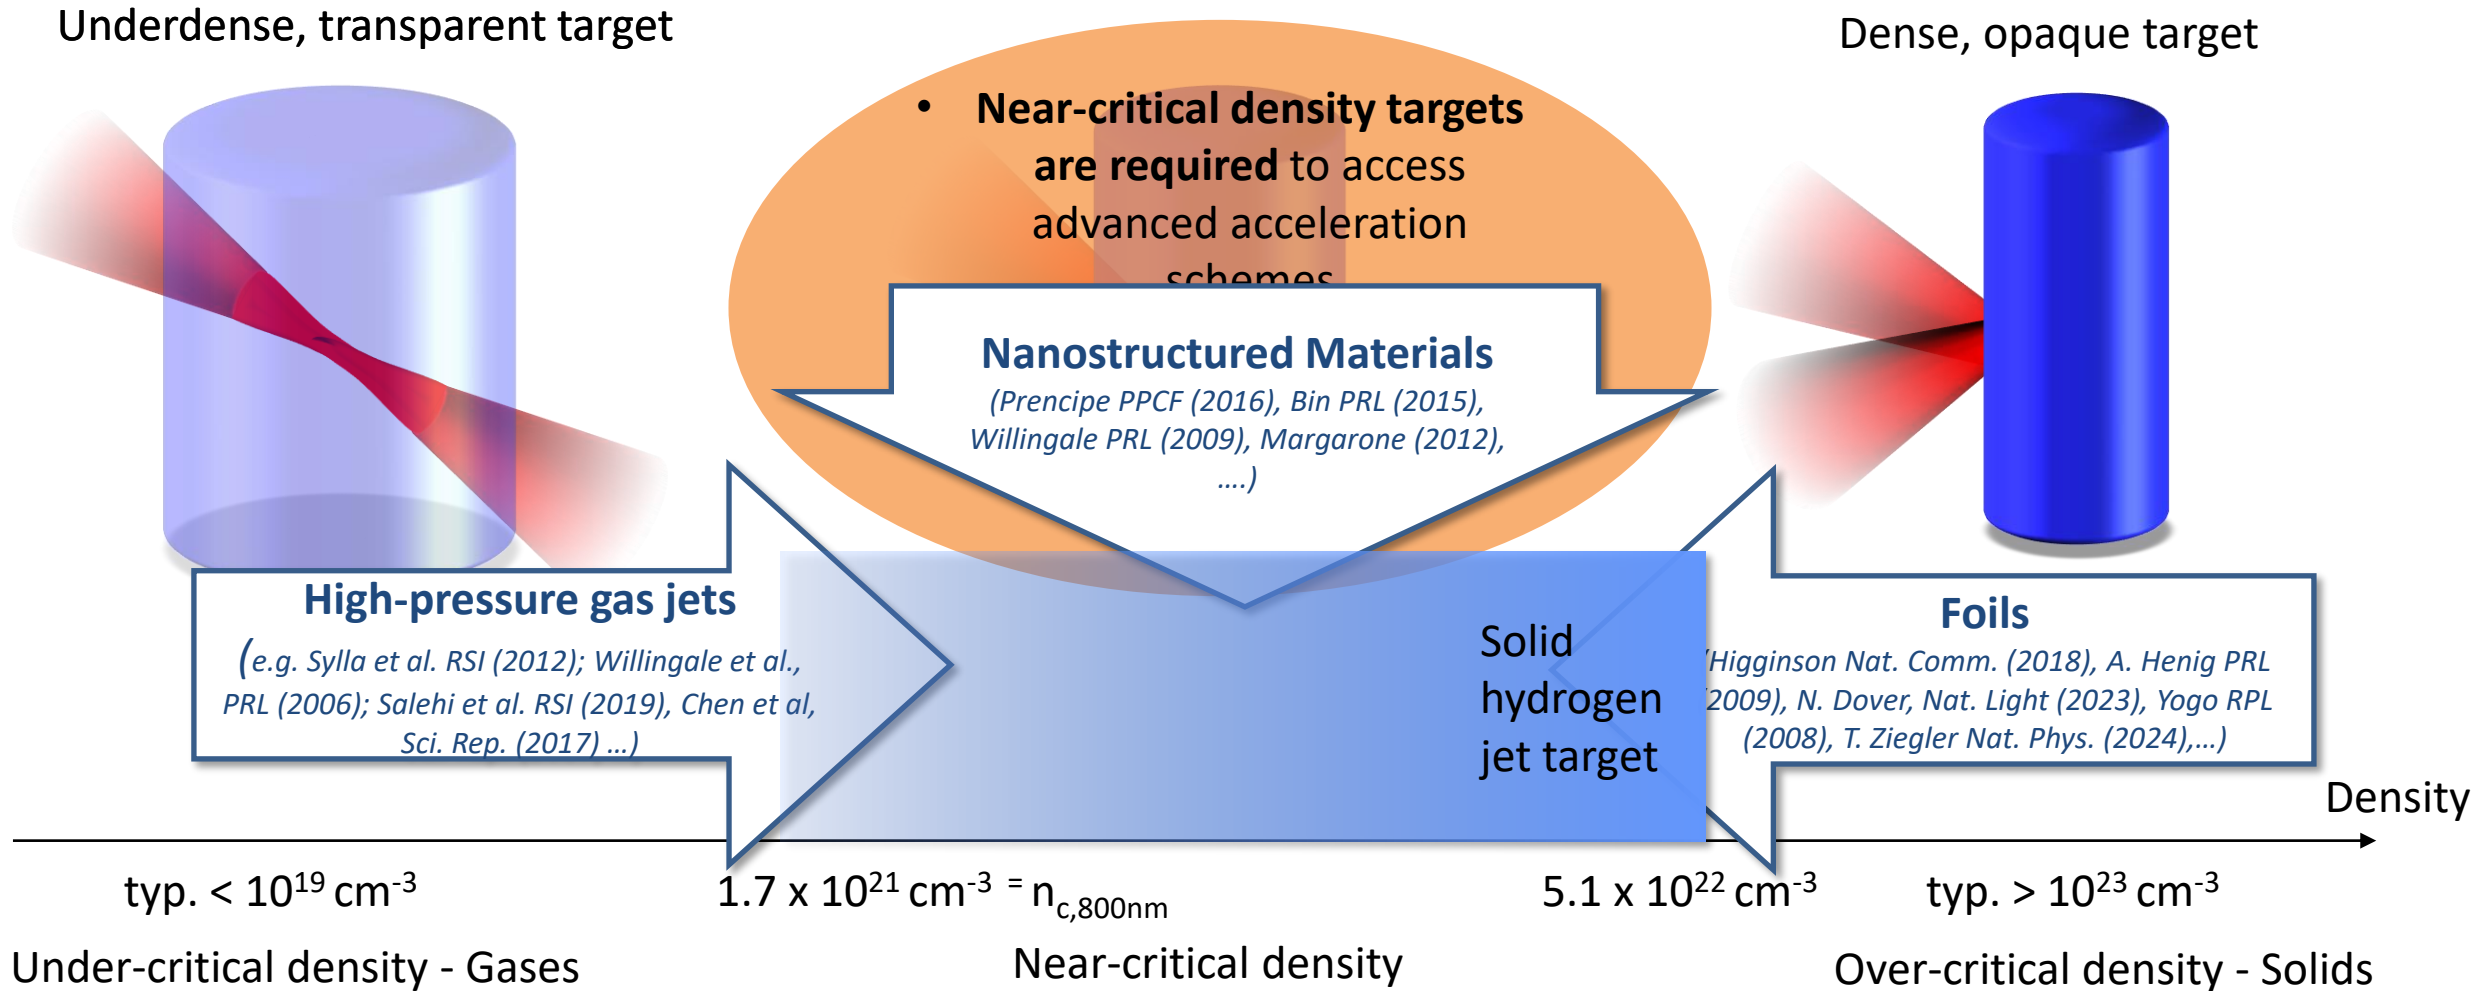 Underdense, transparent target
Dense, opaque target
• Near-critical density targets
are required to access
advanced acceleration
schemes
Nanostructured Materials
(Prencipe PPCF (2016), Bin PRL (2015),
Willingale PRL (2009), Margarone (2012),
....)
High-pressure gas jets
(e.g. Sylla et al. RSI (2012); Willingale et al.,
PRL (2006); Salehi et al. RSI (2019), Chen et al,
Sci. Rep. (2017) ...)
Solid
hydrogen
jet target
Foils
(Higginson Nat. Comm. (2018), A. Henig PRL
(2009), N. Dover, Nat. Light (2023), Yogo RPL
(2008), T. Ziegler Nat. Phys. (2024),...)
Density
typ. < 10¹⁹ cm⁻³
1.7 x 10²¹ cm⁻³ = n_c,800nm
5.1 x 10²² cm⁻³
typ. > 10²³ cm⁻³
Under-critical density - Gases
Near-critical density
Over-critical density - Solids